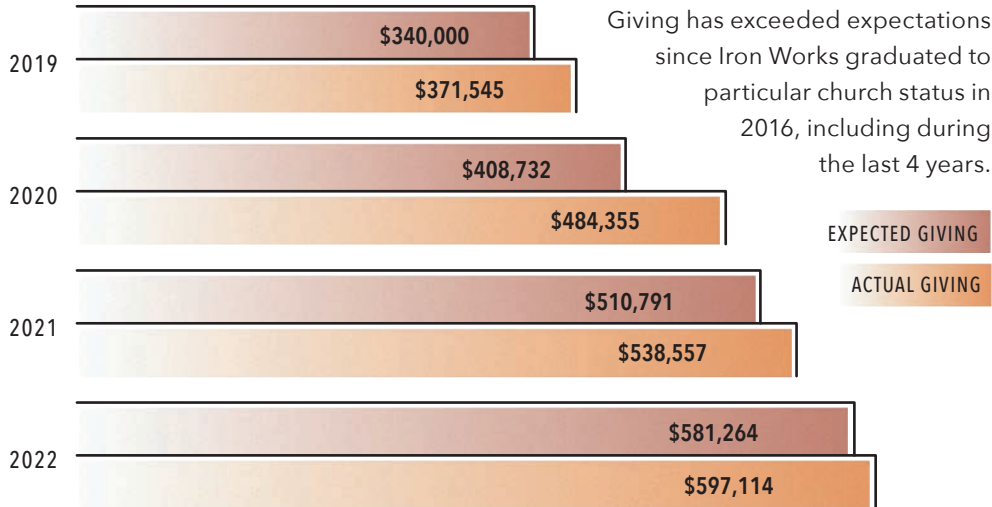 Giving has exceeded expectations
since Iron Works graduated to
particular church status in
2016, including during
the last 4 years.
EXPECTED GIVING
ACTUAL GIVING
2019
$340,000
$371,545
2020
$408,732
$484,355
2021
$510,791
$538,557
2022
$581,264
$597,114